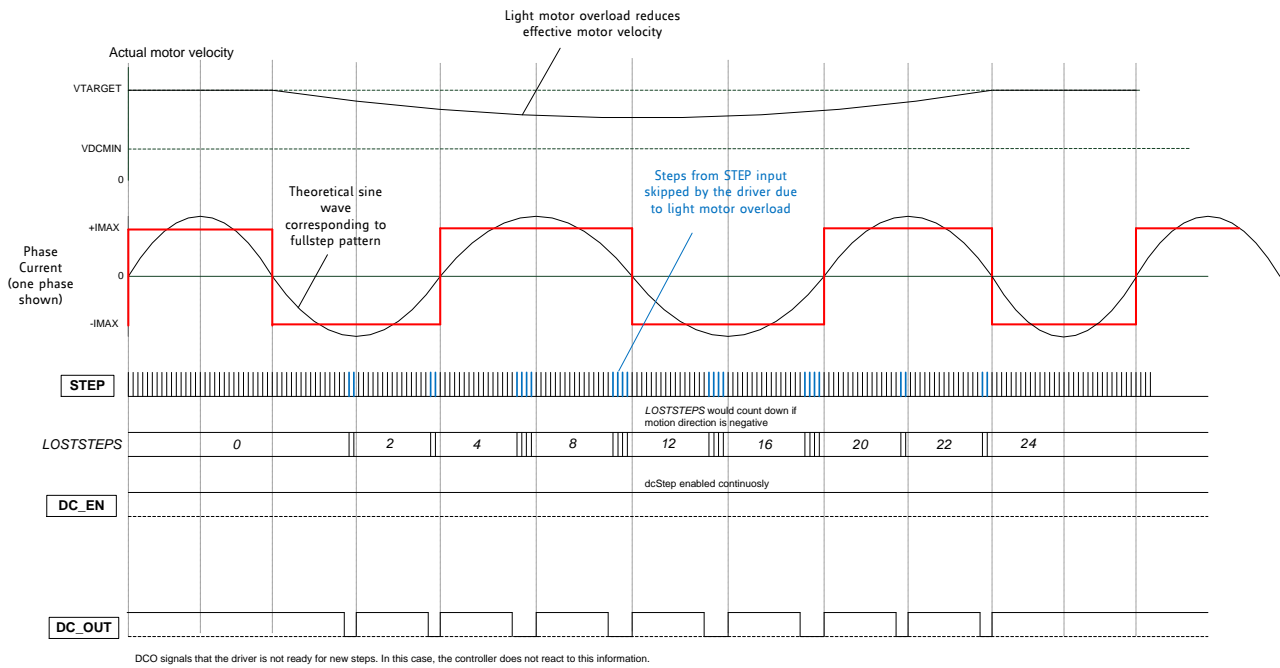 Light motor overload reduces
effective motor velocity
Actual motor velocity
VTARGET
VDCMIN
0
Steps from STEP input
skipped by the driver due
to light motor overload
Theoretical sine
wave
corresponding to
fullstep pattern
+IMAX
Phase
Current
(one phase
shown)
0
-IMAX
STEP
LOSTSTEPS would count down if
motion direction is negative
LOSTSTEPS
0
2
4
8
12
16
20
22
24
dcStep enabled continuosly
DC_EN
DC_OUT
DCO signals that the driver is not ready for new steps. In this case, the controller does not react to this information.